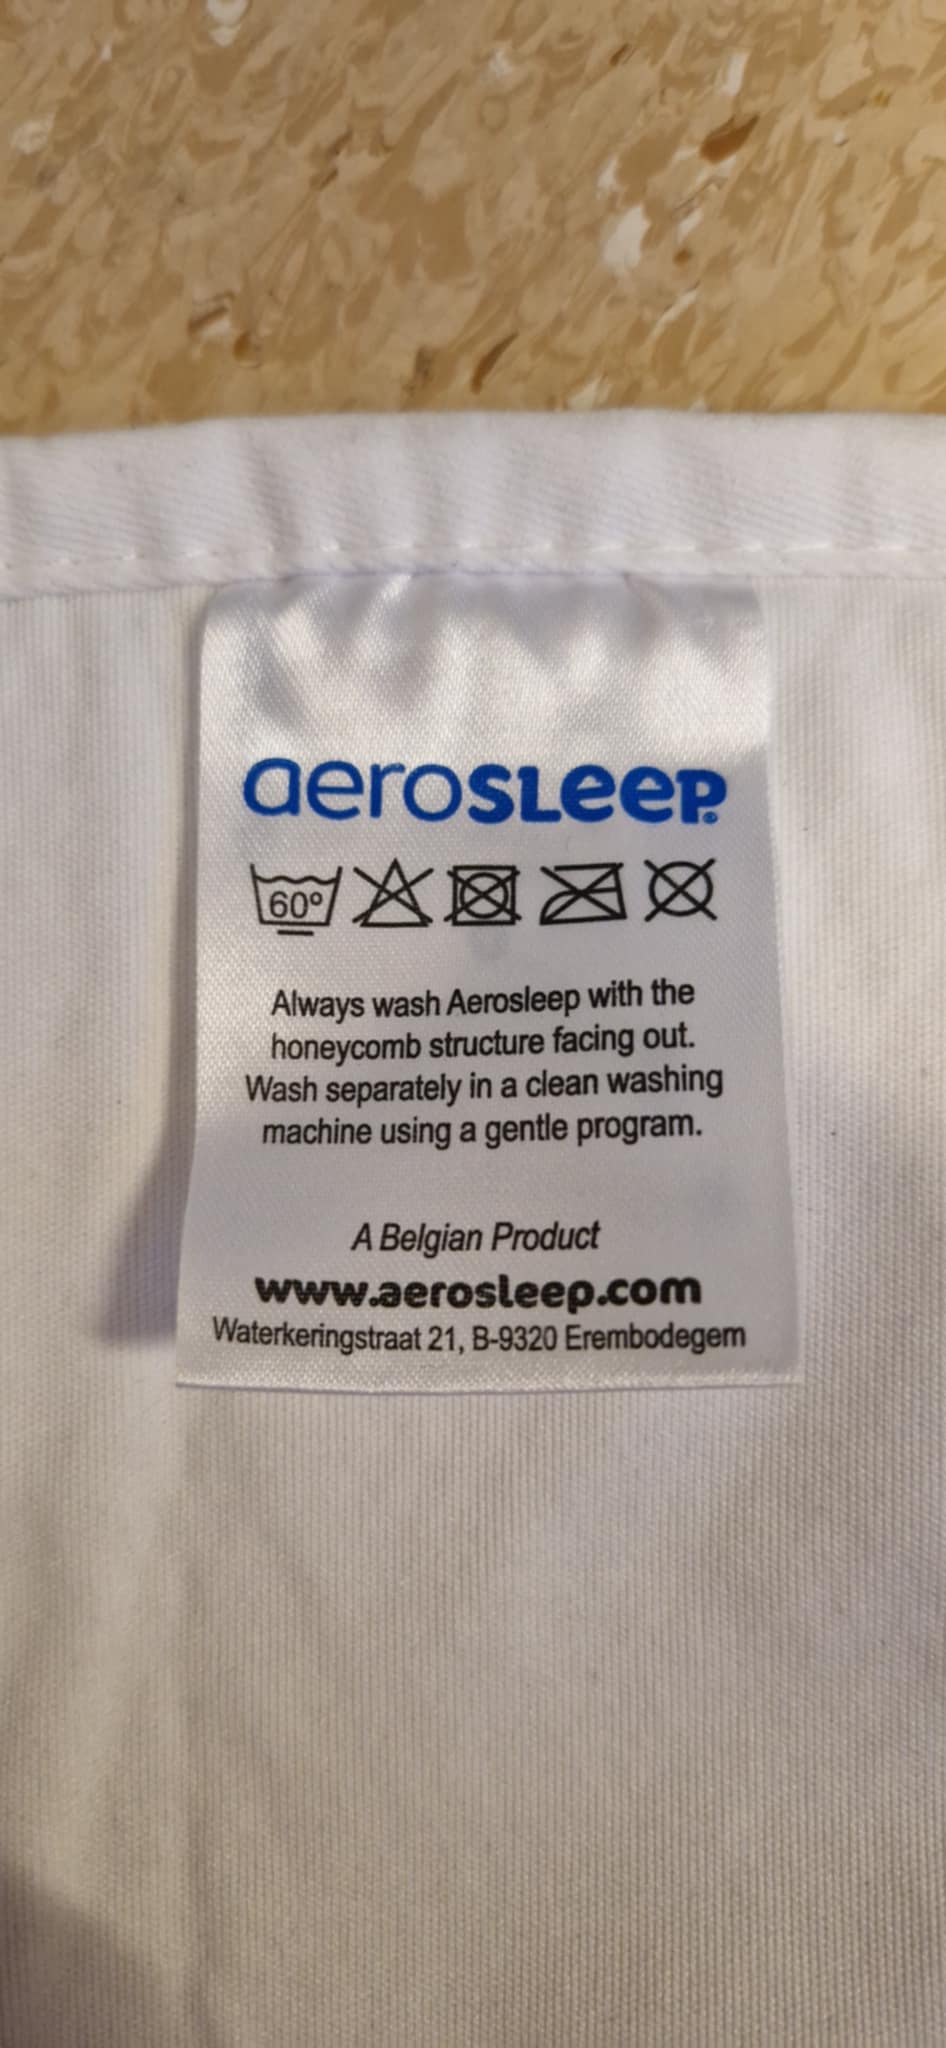 aerosleep®
60°
Always wash Aerosleep with the
honeycomb structure facing out.
Wash separately in a clean washing
machine using a gentle program.
A Belgian Product
www.aerosleep.com
Waterkeringstraat 21, B-9320 Erembodegem